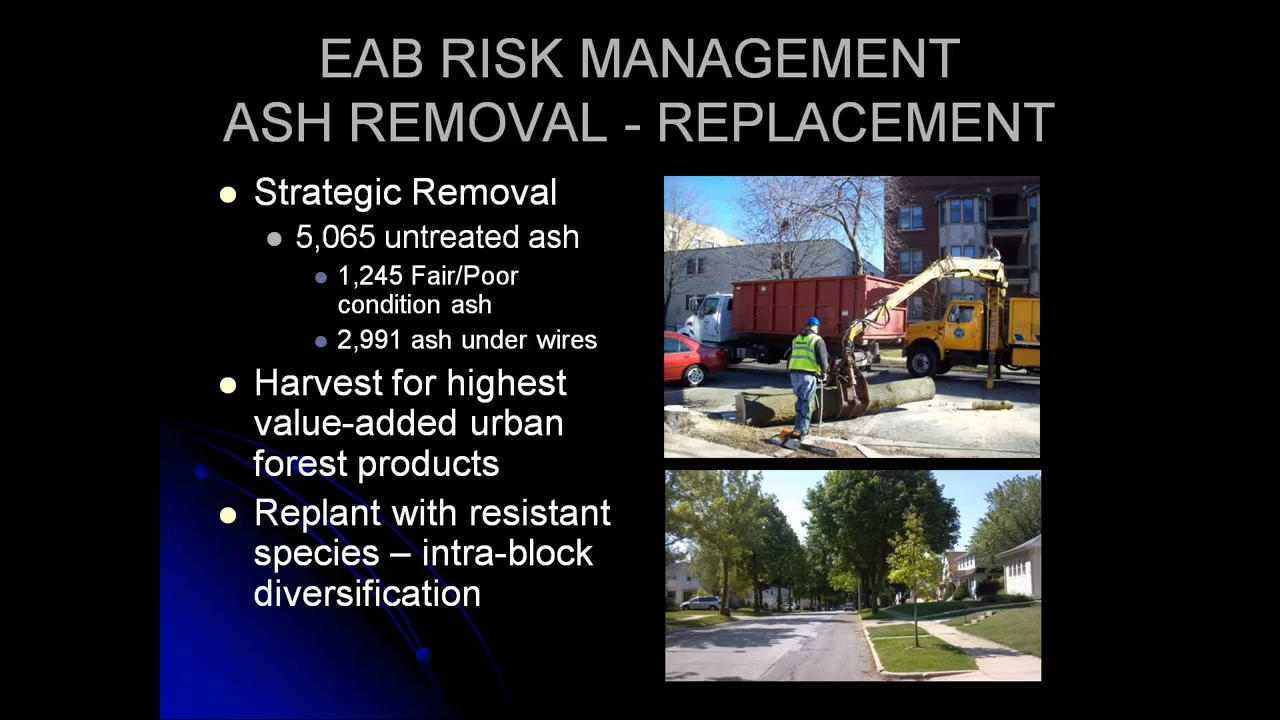 EAB RISK MANAGEMENT
ASH REMOVAL - REPLACEMENT
Strategic Removal
5,065 untreated ash
1,245 Fair/Poor
condition ash
2,991 ash under wires
Harvest for highest
value-added urban
forest products
Replant with resistant
species – intra-block
diversification